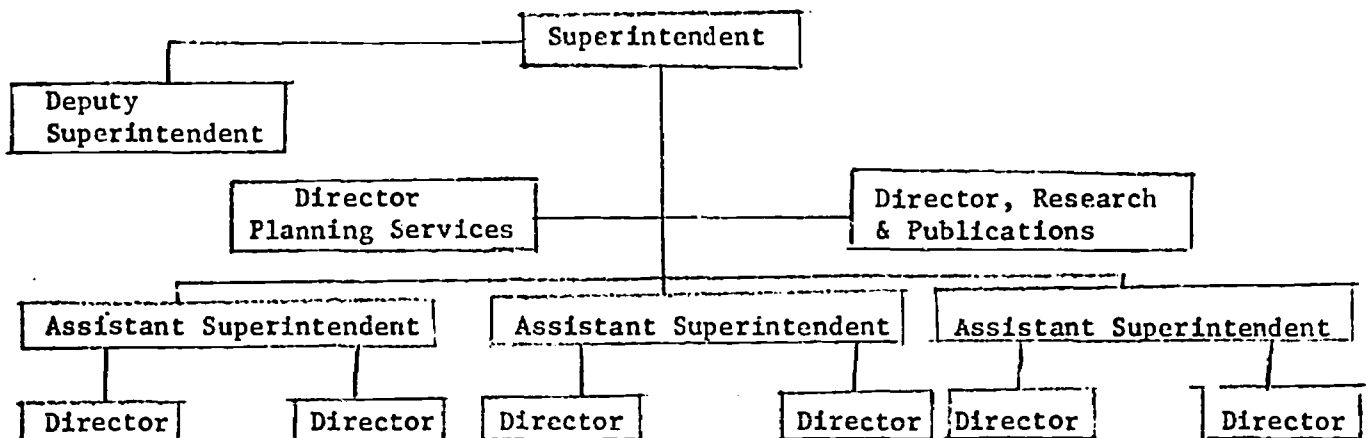 Superintendent
Deputy
Superintendent
Director
Planning Services
Director, Research
& Publications
Assistant Superintendent
Assistant Superintendent
Assistant Superintendent
Director
Director
Director
Director
Director
Director